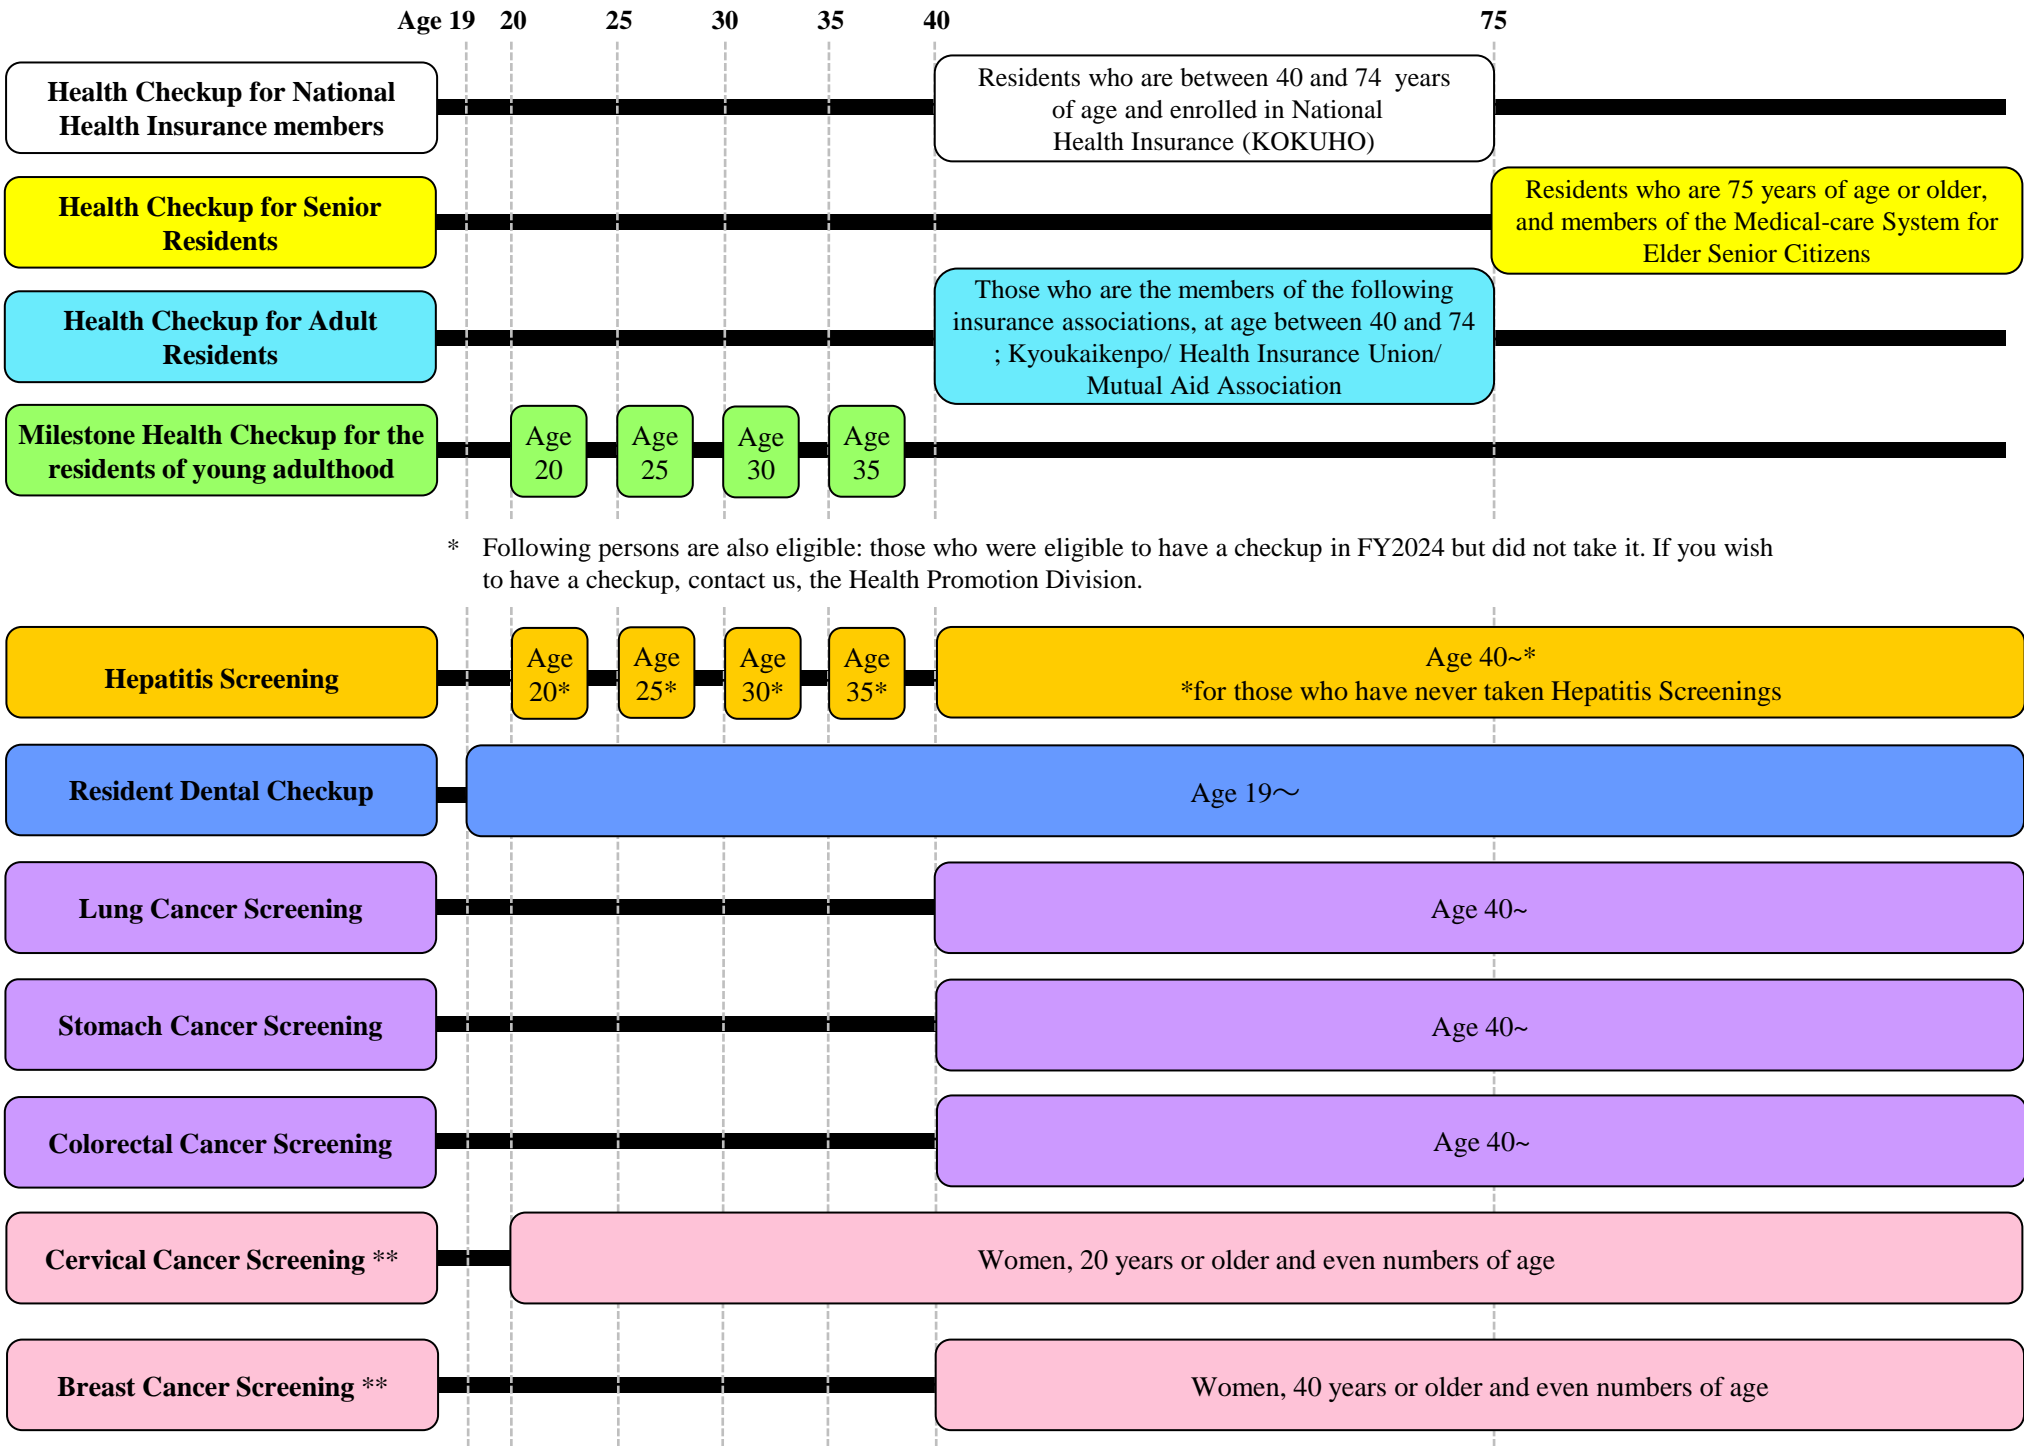 Age 19 20 25 30 35 40 75
Health Checkup for National
Health Insurance members
Residents who are between 40 and 74 years
of age and enrolled in National
Health Insurance (KOKUHO)
Health Checkup for Senior
Residents
Residents who are 75 years of age or older,
and members of the Medical-care System for
Elder Senior Citizens
Health Checkup for Adult
Residents
Those who are the members of the following
insurance associations, at age between 40 and 74
; Kyoukaikenpo/ Health Insurance Union/
Mutual Aid Association
Milestone Health Checkup for the
residents of young adulthood
Age
20
Age
25
Age
30
Age
35
* Following persons are also eligible: those who were eligible to have a checkup in FY2024 but did not take it. If you wish
to have a checkup, contact us, the Health Promotion Division.
Hepatitis Screening
Age
20*
Age
25*
Age
30*
Age
35*
Age 40~*
*for those who have never taken Hepatitis Screenings
Resident Dental Checkup
Age 19～
Lung Cancer Screening
Age 40~
Stomach Cancer Screening
Age 40~
Colorectal Cancer Screening
Age 40~
Cervical Cancer Screening **
Women, 20 years or older and even numbers of age
Breast Cancer Screening **
Women, 40 years or older and even numbers of age